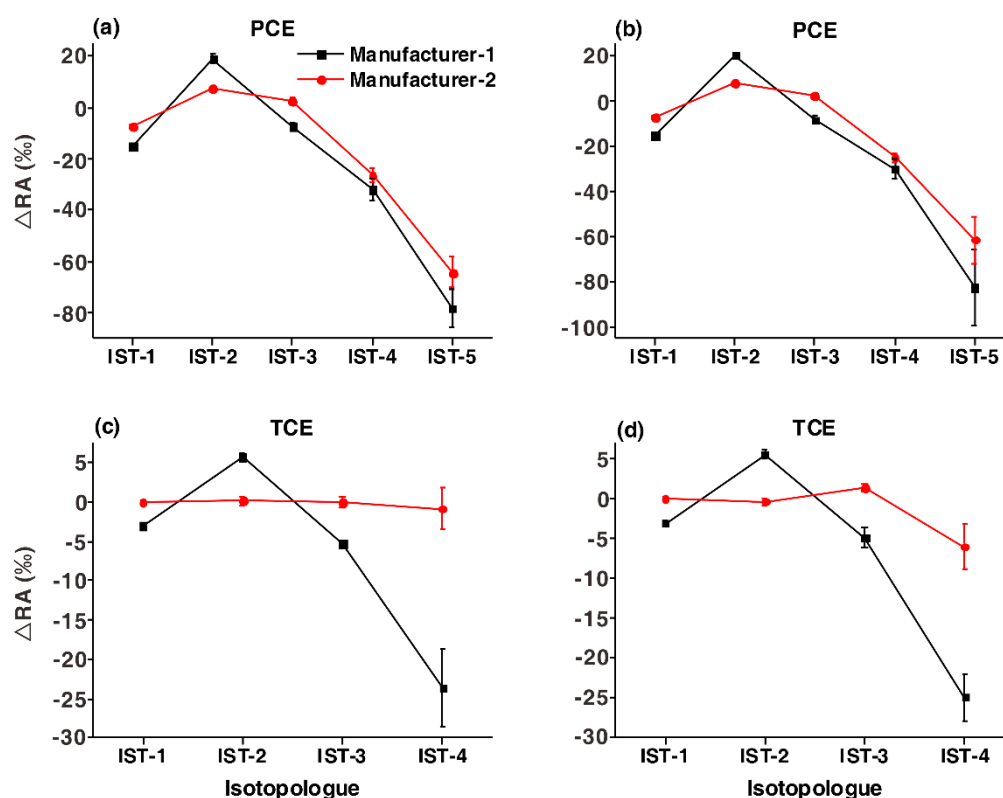 (a)
PCE
Manufacturer-1
Manufacturer-2
20
0
-20
-40
-60
-80
△RA (‰)
IST-1
IST-2
IST-3
IST-4
IST-5
(b)
PCE
20
0
-20
-40
-60
-80
-100
IST-1
IST-2
IST-3
IST-4
IST-5
(c)
TCE
5
0
-5
-10
-15
-20
-25
-30
△RA (‰)
IST-1
IST-2
IST-3
IST-4
Isotopologue
(d)
TCE
5
0
-5
-10
-15
-20
-25
-30
IST-1
IST-2
IST-3
IST-4
Isotopologue